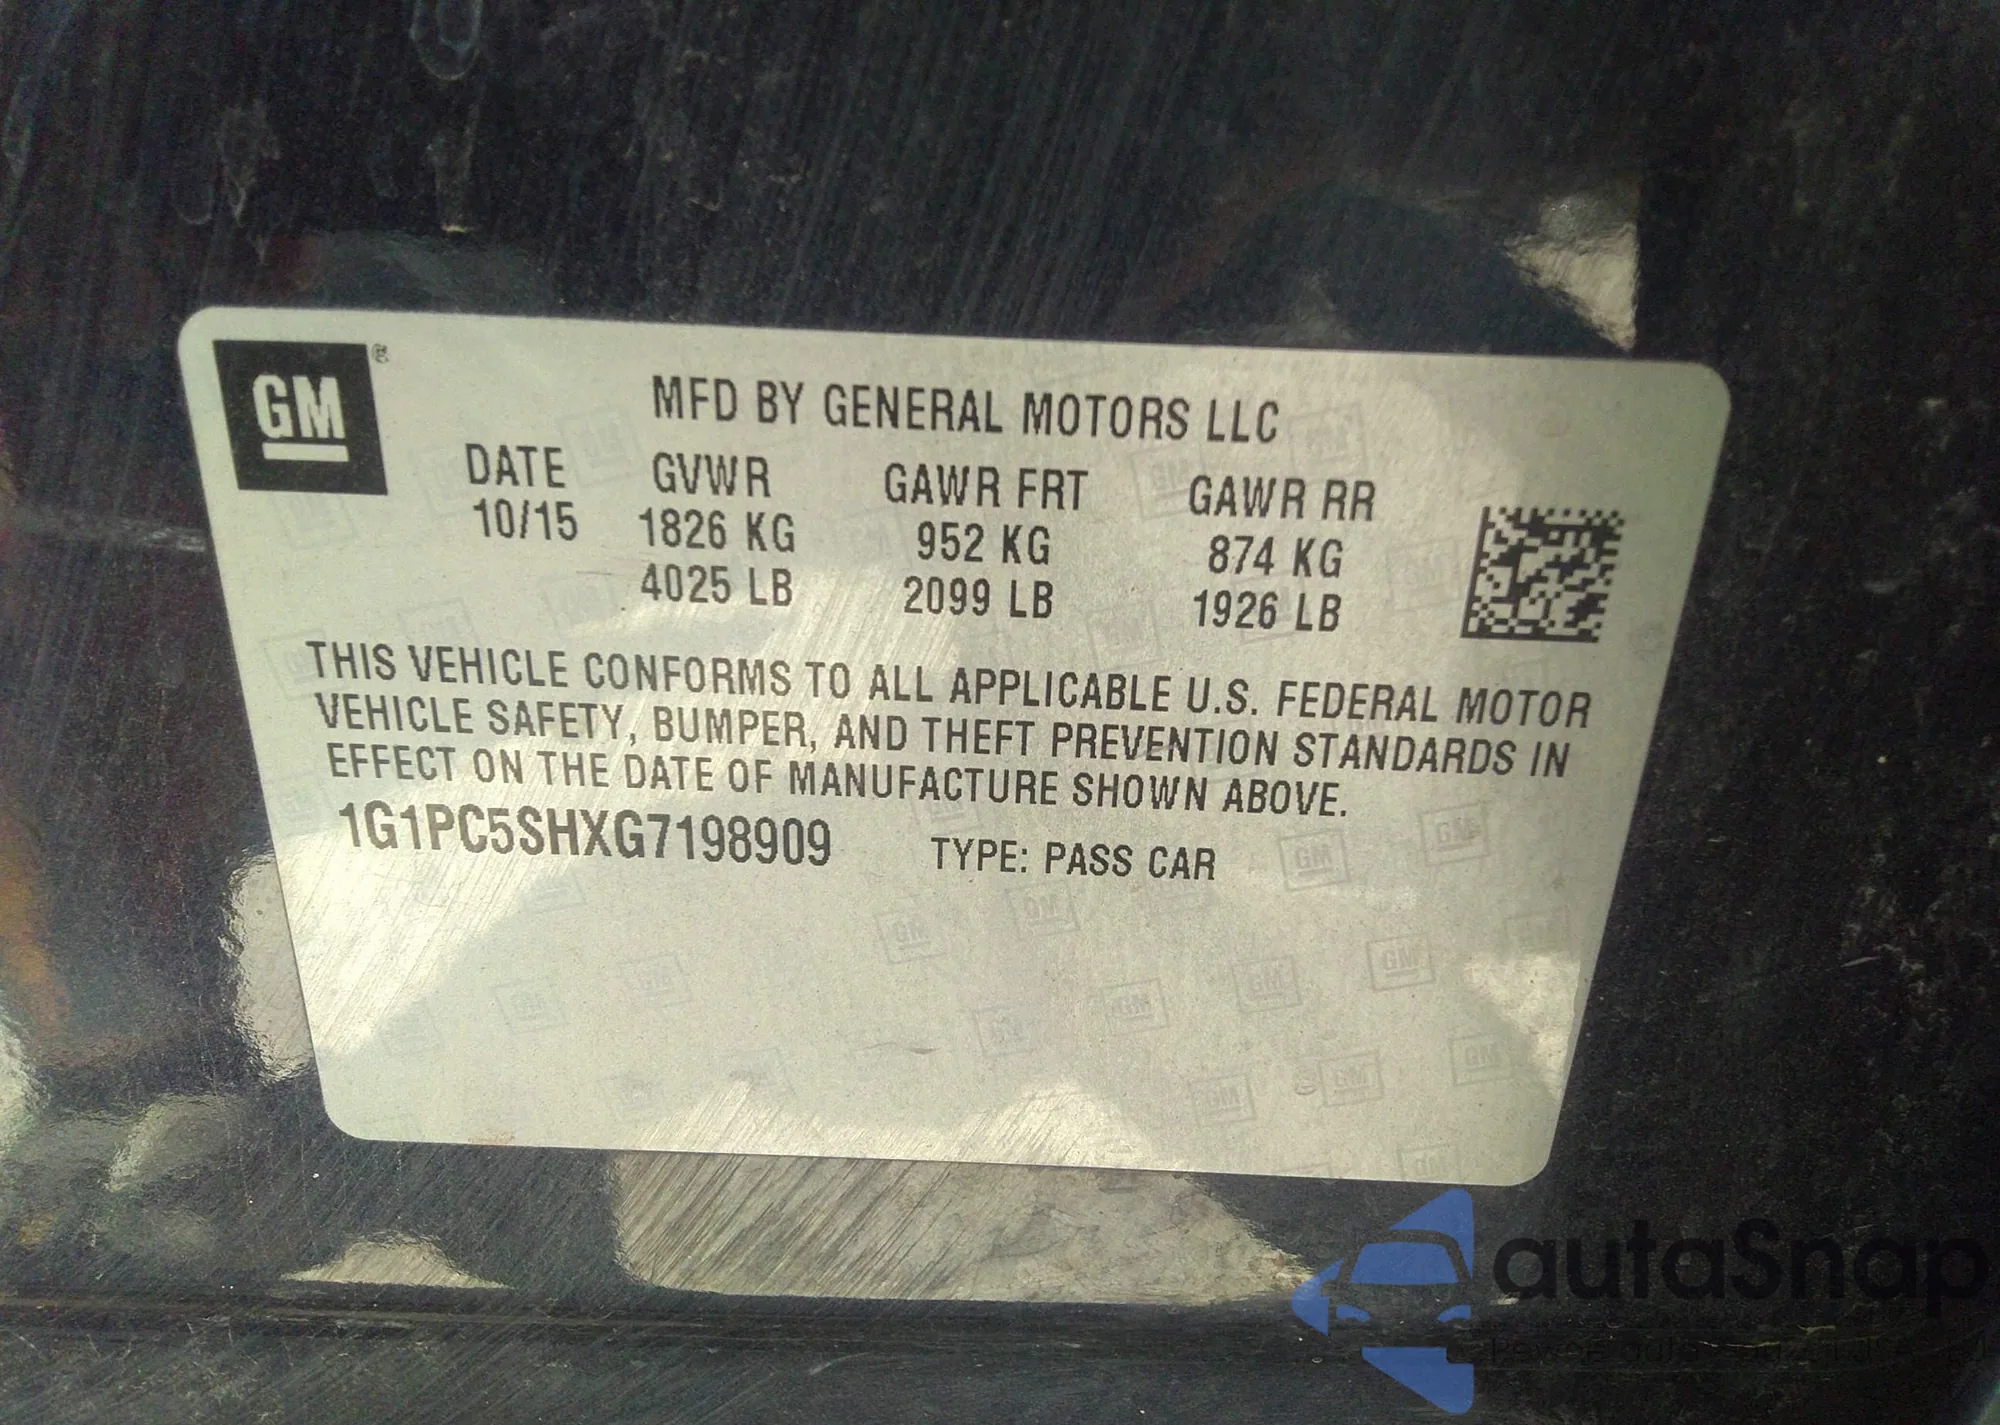 GM ®
MFD BY GENERAL MOTORS LLC
DATE GVWR GAWR FRT GAWR RR
10/15 1826 KG 952 KG 874 KG
4025 LB 2099 LB 1926 LB
THIS VEHICLE CONFORMS TO ALL APPLICABLE U.S. FEDERAL MOTOR
VEHICLE SAFETY, BUMPER, AND THEFT PREVENTION STANDARDS IN
EFFECT ON THE DATE OF MANUFACTURE SHOWN ABOVE.
1G1PC5SHXG7198909 TYPE: PASS CAR
autaSnap